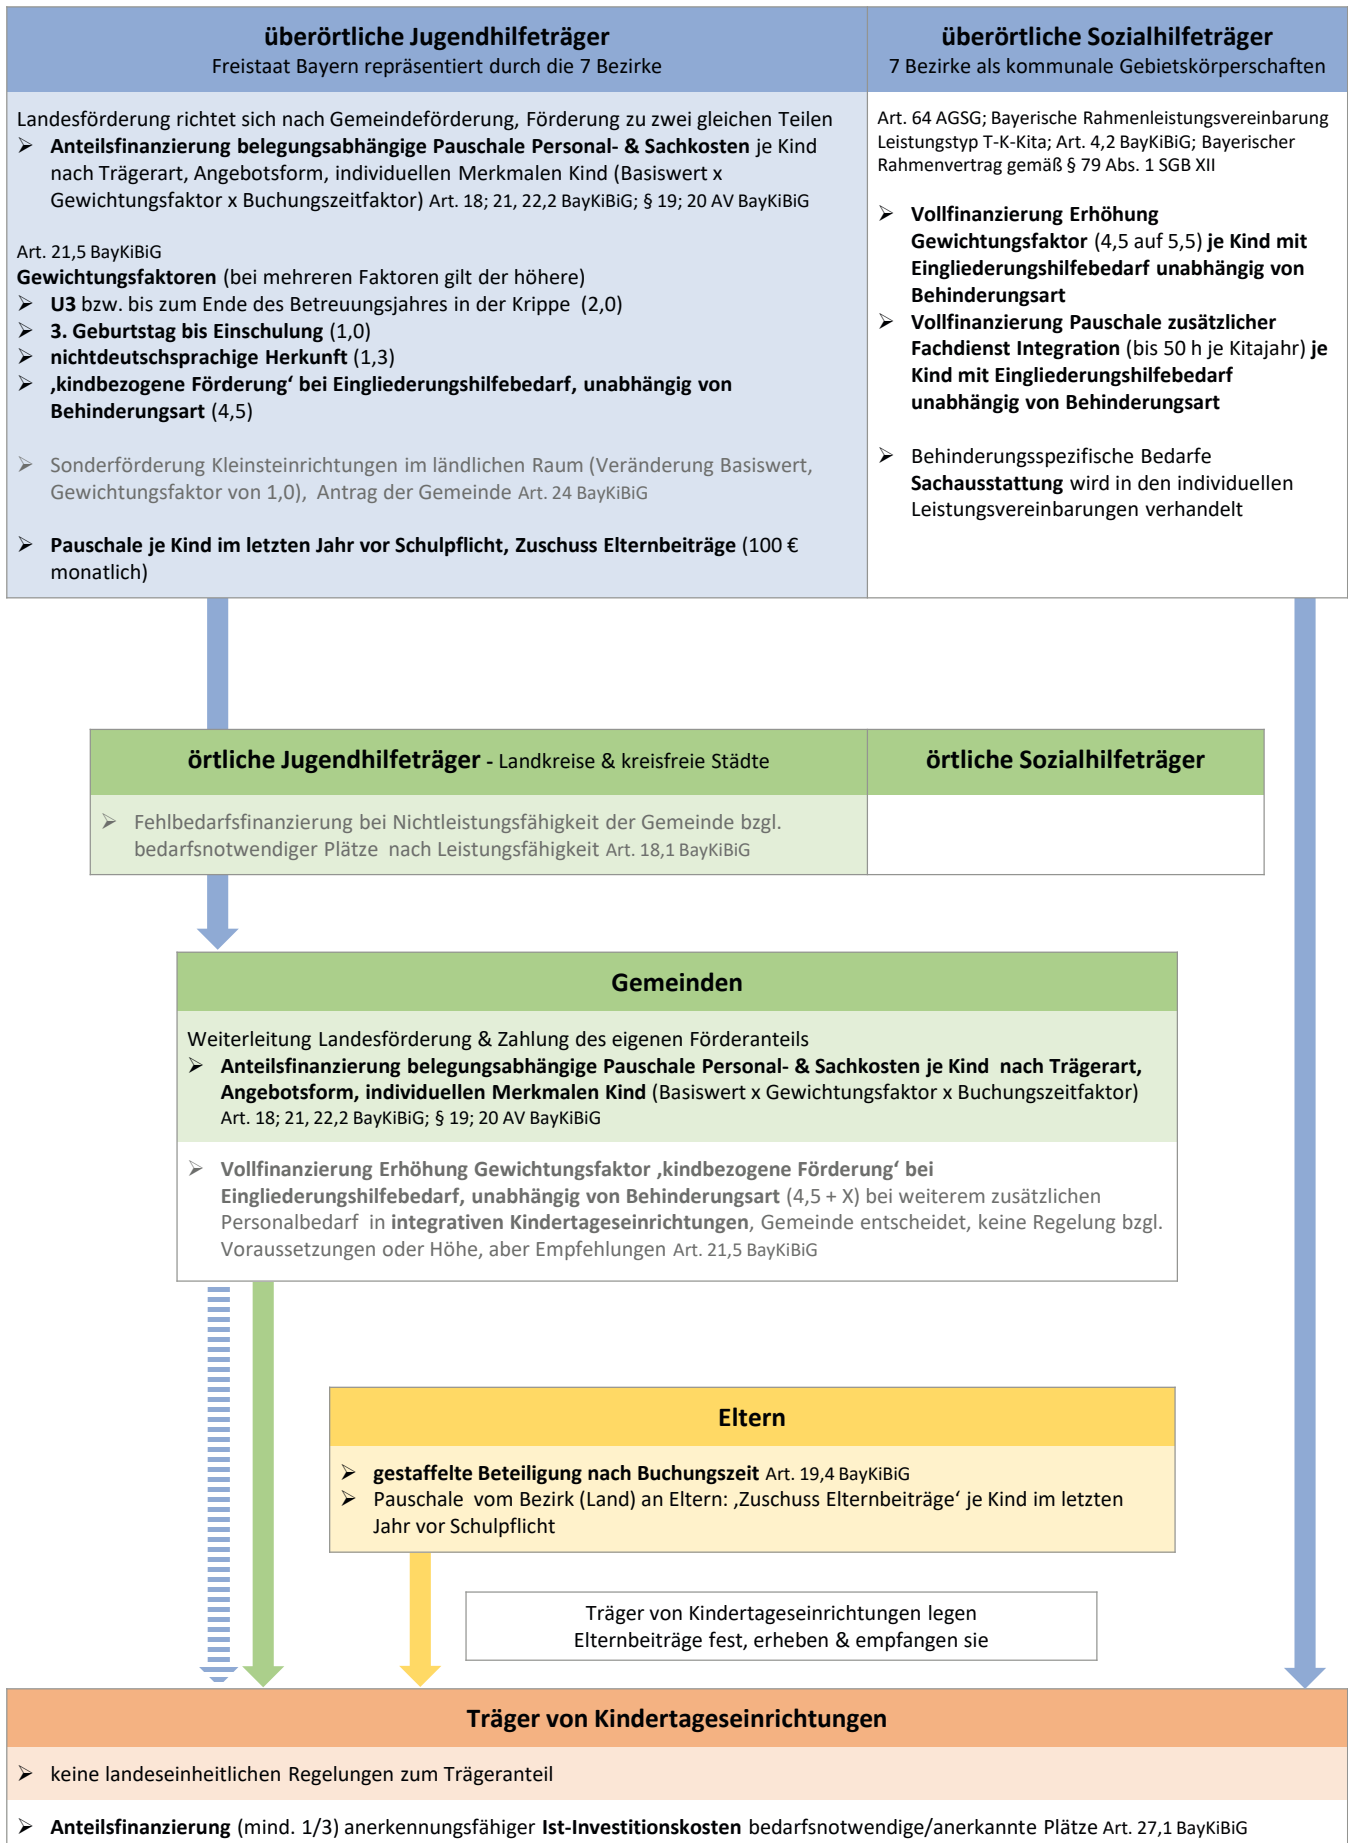 überörtliche Jugendhilfeträger
Freistaat Bayern repräsentiert durch die 7 Bezirke
Landesförderung richtet sich nach Gemeindeförderung, Förderung zu zwei gleichen Teilen
➢ Anteilsfinanzierung belegungsabhängige Pauschale Personal- & Sachkosten je Kind
nach Trägerart, Angebotsform, individuellen Merkmalen Kind (Basiswert x
Gewichtungsfaktor x Buchungszeitfaktor) Art. 18; 21, 22,2 BayKiBiG; § 19; 20 AV BayKiBiG
Art. 21,5 BayKiBiG
Gewichtungsfaktoren (bei mehreren Faktoren gilt der höhere)
➢ U3 bzw. bis zum Ende des Betreuungsjahres in der Krippe (2,0)
➢ 3. Geburtstag bis Einschulung (1,0)
➢ nichtdeutschsprachige Herkunft (1,3)
➢ ‚kindbezogene Förderung‘ bei Eingliederungshilfebedarf, unabhängig von
Behinderungsart (4,5)
➢ Sonderförderung Kleinsteinrichtungen im ländlichen Raum (Veränderung Basiswert,
Gewichtungsfaktor von 1,0), Antrag der Gemeinde Art. 24 BayKiBiG
➢ Pauschale je Kind im letzten Jahr vor Schulpflicht, Zuschuss Elternbeiträge (100 €
monatlich)
überörtliche Sozialhilfeträger
7 Bezirke als kommunale Gebietskörperschaften
Art. 64 AGSG; Bayerische Rahmenleistungsvereinbarung
Leistungstyp T-K-Kita; Art. 4,2 BayKiBiG; Bayerischer
Rahmenvertrag gemäß § 79 Abs. 1 SGB XII
➢ Vollfinanzierung Erhöhung
Gewichtungsfaktor (4,5 auf 5,5) je Kind mit
Eingliederungshilfebedarf unabhängig von
Behinderungsart
➢ Vollfinanzierung Pauschale zusätzlicher
Fachdienst Integration (bis 50 h je Kitajahr) je
Kind mit Eingliederungshilfebedarf
unabhängig von Behinderungsart
➢ Behinderungsspezifische Bedarfe
Sachausstattung wird in den individuellen
Leistungsvereinbarungen verhandelt
örtliche Jugendhilfeträger - Landkreise & kreisfreie Städte
örtliche Sozialhilfeträger
➢ Fehlbedarfsfinanzierung bei Nichtleistungsfähigkeit der Gemeinde bzgl.
bedarfsnotwendiger Plätze nach Leistungsfähigkeit Art. 18,1 BayKiBiG
Gemeinden
Weiterleitung Landesförderung & Zahlung des eigenen Förderanteils
➢ Anteilsfinanzierung belegungsabhängige Pauschale Personal- & Sachkosten je Kind nach Trägerart,
Angebotsform, individuellen Merkmalen Kind (Basiswert x Gewichtungsfaktor x Buchungszeitfaktor)
Art. 18; 21, 22,2 BayKiBiG; § 19; 20 AV BayKiBiG
➢ Vollfinanzierung Erhöhung Gewichtungsfaktor ‚kindbezogene Förderung‘ bei
Eingliederungshilfebedarf, unabhängig von Behinderungsart (4,5 + X) bei weiterem zusätzlichen
Personalbedarf in integrativen Kindertageseinrichtungen, Gemeinde entscheidet, keine Regelung bzgl.
Voraussetzungen oder Höhe, aber Empfehlungen Art. 21,5 BayKiBiG
Eltern
➢ gestaffelte Beteiligung nach Buchungszeit Art. 19,4 BayKiBiG
➢ Pauschale vom Bezirk (Land) an Eltern: ‚Zuschuss Elternbeiträge‘ je Kind im letzten
Jahr vor Schulpflicht
Träger von Kindertageseinrichtungen legen
Elternbeiträge fest, erheben & empfangen sie
Träger von Kindertageseinrichtungen
➢ keine landeseinheitlichen Regelungen zum Trägeranteil
➢ Anteilsfinanzierung (mind. 1/3) anerkennungsfähiger Ist-Investitionskosten bedarfsnotwendige/anerkannte Plätze Art. 27,1 BayKiBiG